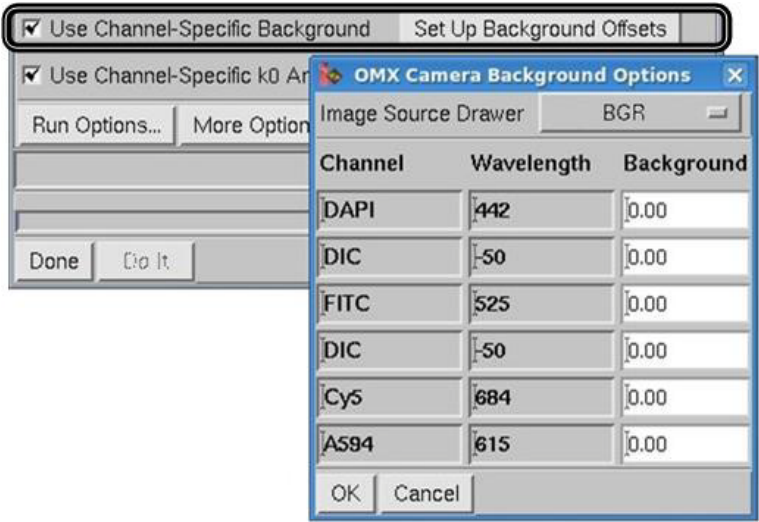 Use Channel-Specific Background Set Up Background Offsets
Use Channel-Specific k0
Run Options... More
Done Do It
OMX Camera Background Options
Image Source Drawer BGR
Channel Wavelength Background
DAPI 442 0.00
DIC -50 0.00
FITC 525 0.00
DIC -50 0.00
Cy5 684 0.00
A594 615 0.00
OK Cancel